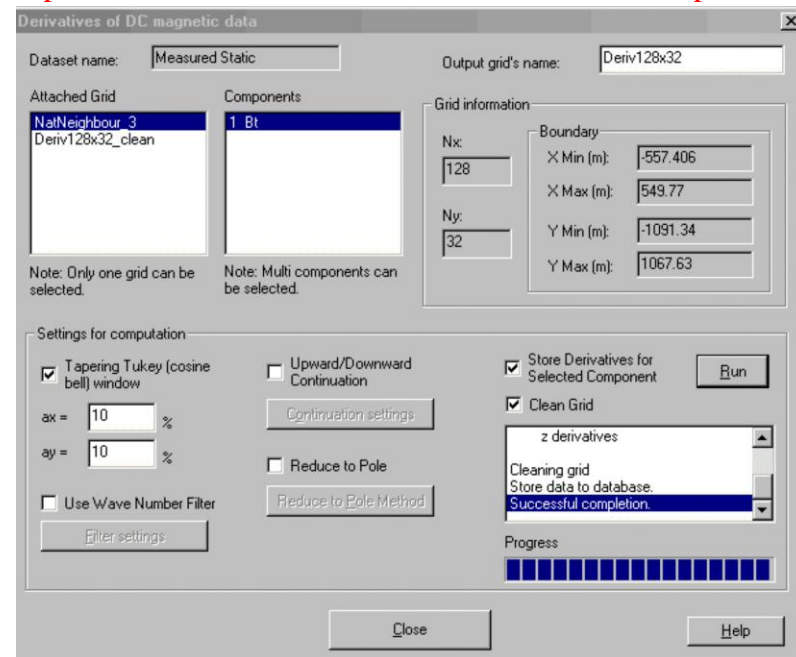 Derivatives of DC magnetic data
Dataset name: Measured Static
Output grid's name: Deriv128x32
Attached Grid
NatNeighbour_3
Deriv128x32_clean
Note: Only one grid can be
selected.
Components
1 Bt
Note: Multi components can
be selected.
Grid information
Nx:
128
Ny:
32
Boundary
X Min (m): -557.406
X Max (m): 549.77
Y Min (m): -1091.34
Y Max (m): 1067.63
Settings for computation
Tapering Tukey (cosine
bell) window
ax = 10 %
ay = 10 %
Use Wave Number Filter
Filter settings
Upward/Downward
Continuation
Continuation settings
Reduce to Pole
Reduce to Pole Method
Store Derivatives for
Selected Component
Run
Clean Grid
z derivatives
Cleaning grid
Store data to database.
Successful completion.
Progress
Close
Help